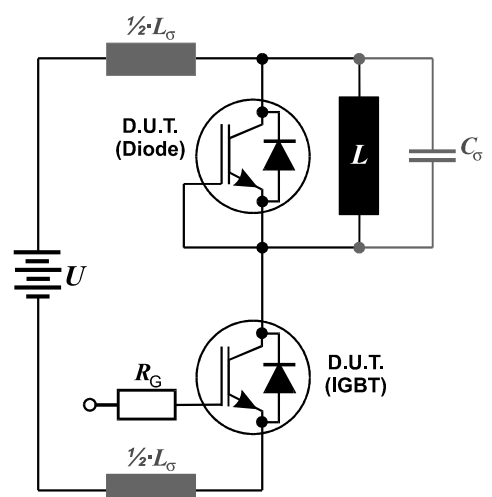 ½·Lσ
D.U.T.
(Diode)
L
Cσ
U
RG
D.U.T.
(IGBT)
½·Lσ